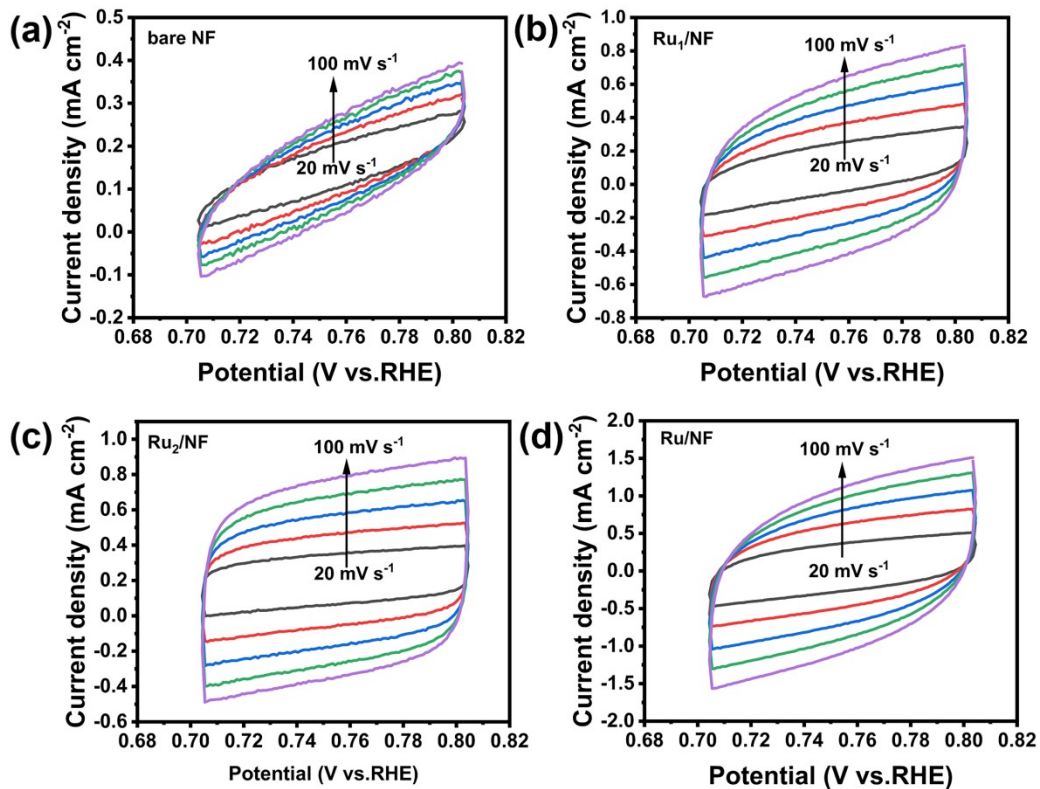 (a)
bare NF
100 mV s⁻¹
20 mV s⁻¹
0.5
0.4
0.3
0.2
0.1
0.0
-0.1
-0.2
0.68 0.70 0.72 0.74 0.76 0.78 0.80 0.82
Current density (mA cm⁻²)
Potential (V vs.RHE)
(b)
Ru₁/NF
100 mV s⁻¹
20 mV s⁻¹
1.0
0.8
0.6
0.4
0.2
0.0
-0.2
-0.4
-0.6
-0.8
0.68 0.70 0.72 0.74 0.76 0.78 0.80 0.82
Current density (mA cm⁻²)
Potential (V vs.RHE)
(c)
Ru₂/NF
100 mV s⁻¹
20 mV s⁻¹
1.0
0.8
0.6
0.4
0.2
0.0
-0.2
-0.4
-0.6
0.68 0.70 0.72 0.74 0.76 0.78 0.80 0.82
Current density (mA cm⁻²)
Potential (V vs.RHE)
(d)
Ru/NF
100 mV s⁻¹
20 mV s⁻¹
2.0
1.5
1.0
0.5
0.0
-0.5
-1.0
-1.5
-2.0
0.68 0.70 0.72 0.74 0.76 0.78 0.80 0.82
Current density (mA cm⁻²)
Potential (V vs.RHE)